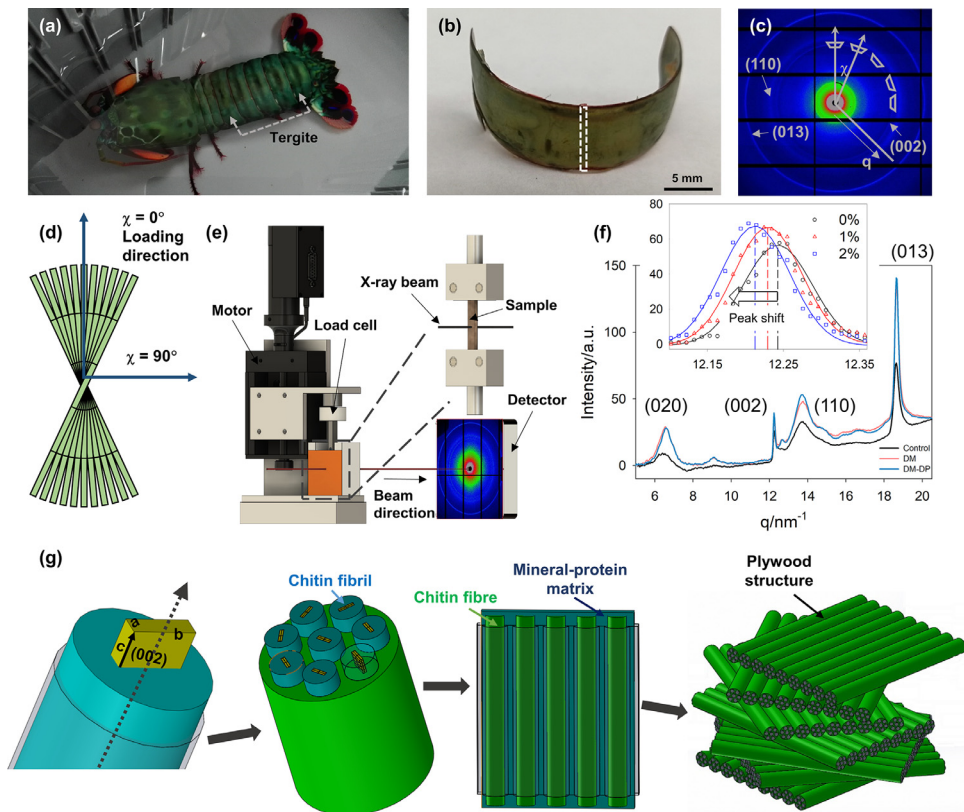 (a)
Tergite
(b)
5 mm
(c)
(110)
χ
(013)
(002)
q
(d)
χ = 0°
Loading
direction
χ = 90°
(e)
Motor
X-ray beam
Load cell
Sample
Detector
Beam
direction
(f)
80
60
40
20
0
12.15
12.25
12.35
0%
1%
2%
Peak shift
(013)
Intensity/a.u.
150
100
50
0
(020)
(002)
(110)
Control
DM
DM-DP
6 8 10 12 14 16 18 20
q/nm⁻¹
(g)
a
b
c
(002)
Chitin fibril
Chitin fibre
Mineral-protein
matrix
Plywood
structure